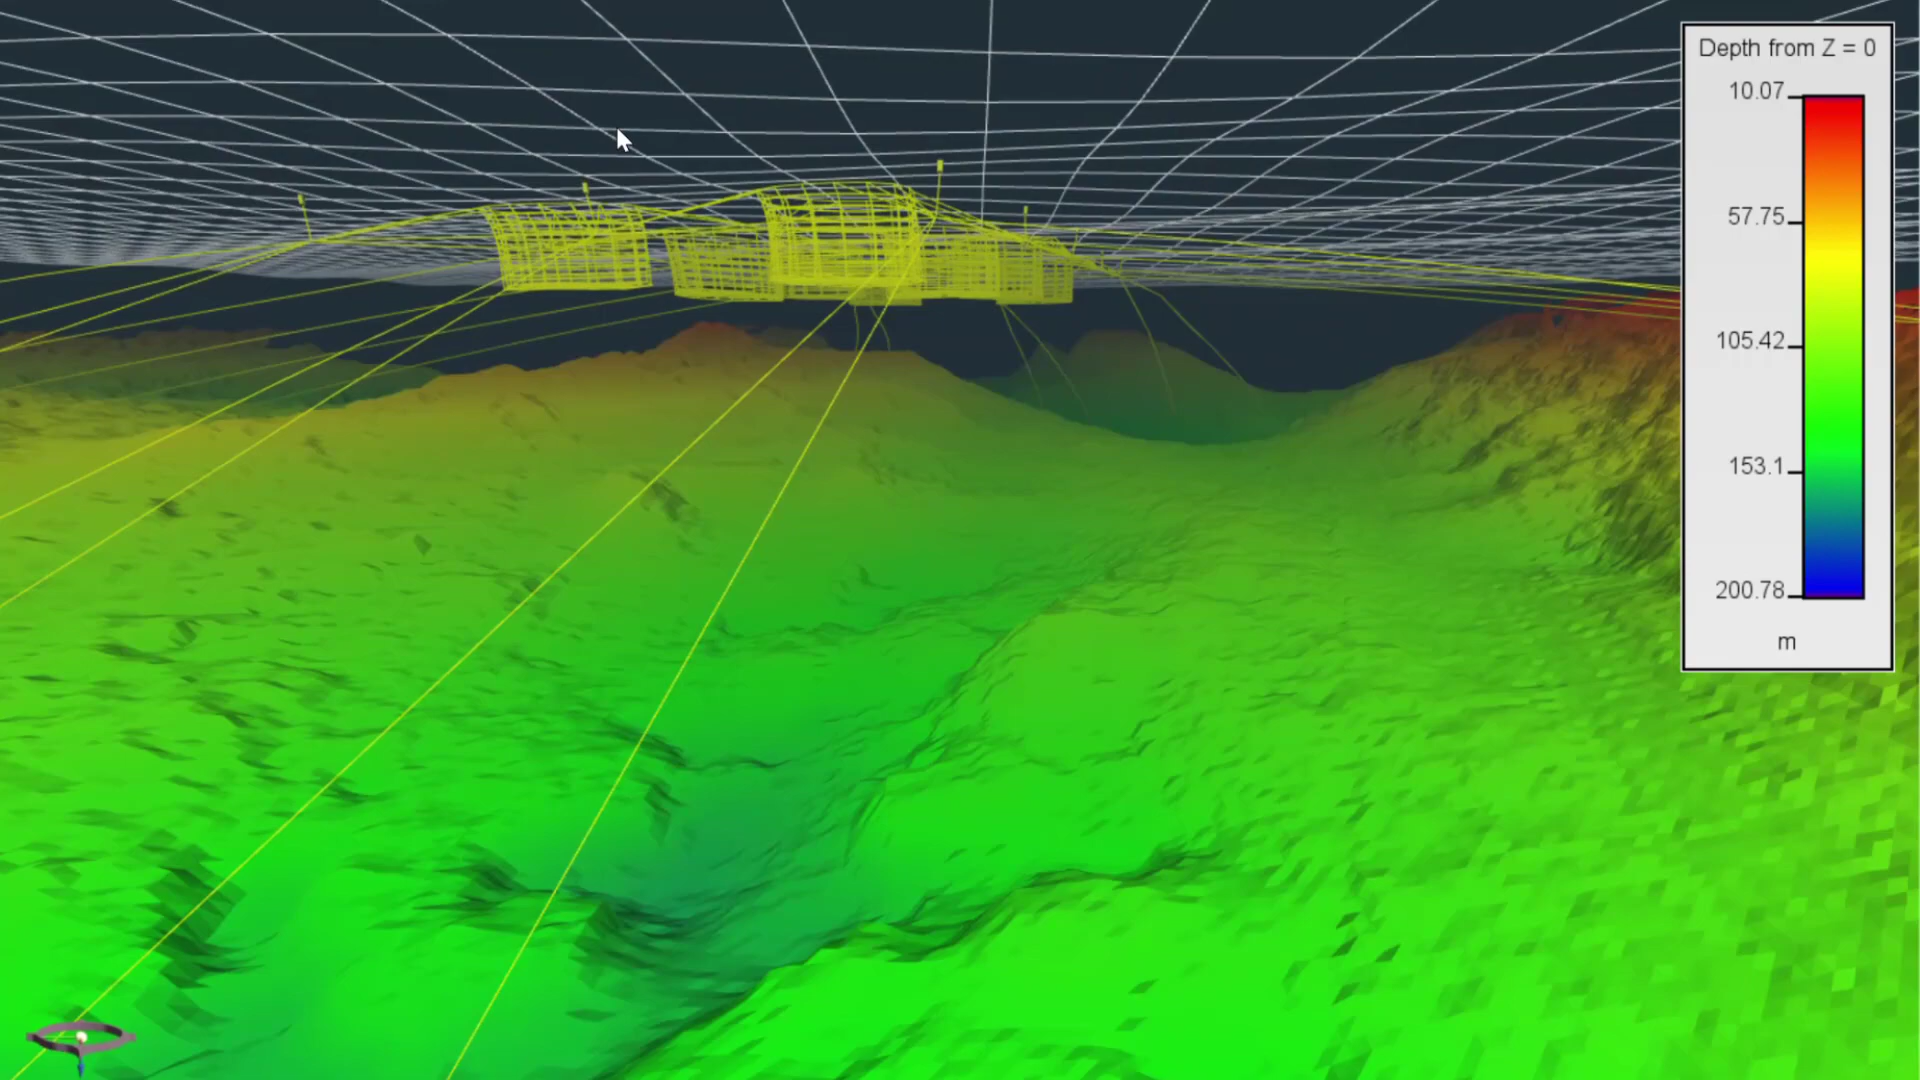 Depth from Z = 0
10.07
57.75
105.42
153.1
200.78
m